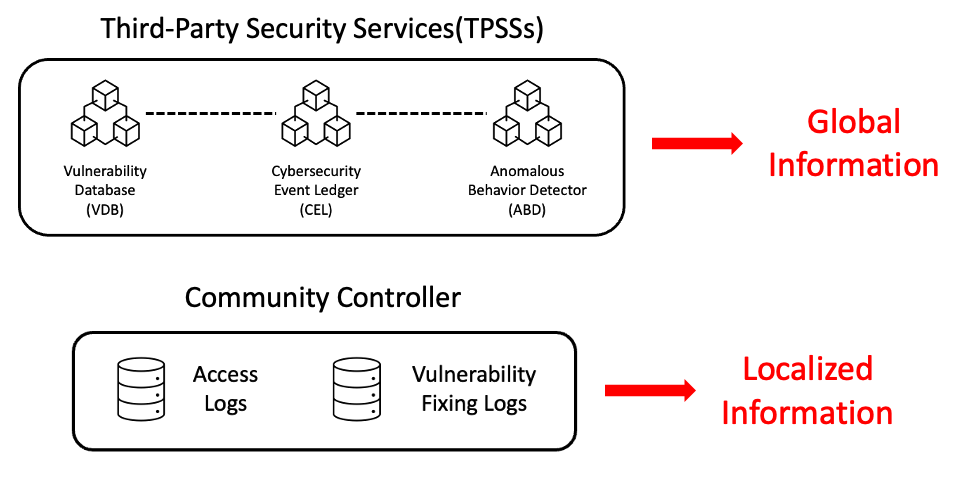 Third-Party Security Services(TPSSs)
Vulnerability
Database
(VDB)
Cybersecurity
Event Ledger
(CEL)
Anomalous
Behavior Detector
(ABD)
Global
Information
Community Controller
Access
Logs
Vulnerability
Fixing Logs
Localized
Information